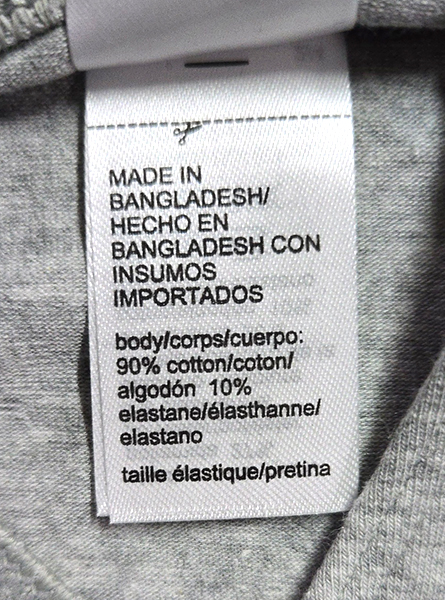 MADE IN
BANGLADESH/
HECHO EN
BANGLADESH CON
INSUMOS
IMPORTADOS
body/corps/cuerpo:
90% cotton/coton/
algodón 10%
elastane/élasthanne/
elastano
taille élastique/pretina